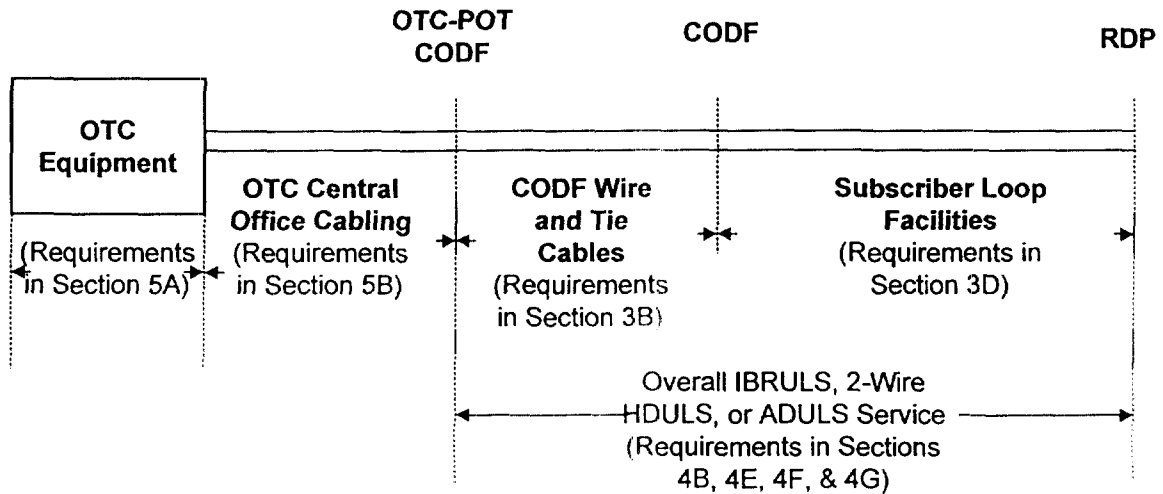 OTC-POT
CODF
CODF
RDP
OTC
Equipment
(Requirements
in Section 5A)
OTC Central
Office Cabling
(Requirements
in Section 5B)
CODF Wire
and Tie
Cables
(Requirements
in Section 3B)
Subscriber Loop
Facilities
(Requirements in
Section 3D)
Overall IBRULS, 2-Wire
HDULS, or ADULS Service
(Requirements in Sections
4B, 4E, 4F, & 4G)